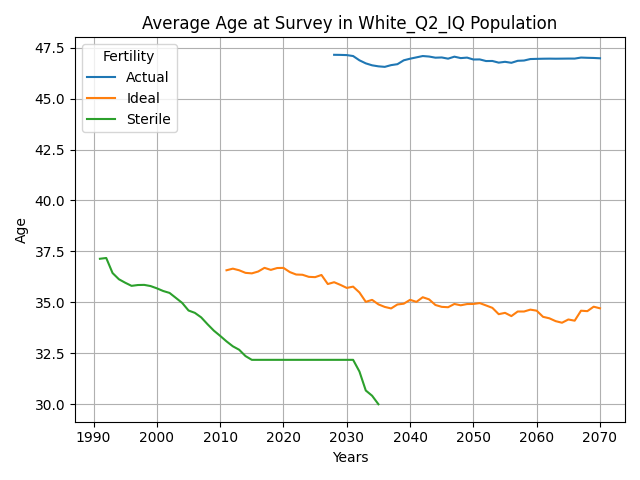 Average Age at Survey in White_Q2_IQ Population
Fertility
Actual
Ideal
Sterile
47.5
45.0
42.5
40.0
37.5
35.0
32.5
30.0
Age
1990 2000 2010 2020 2030 2040 2050 2060 2070
Years